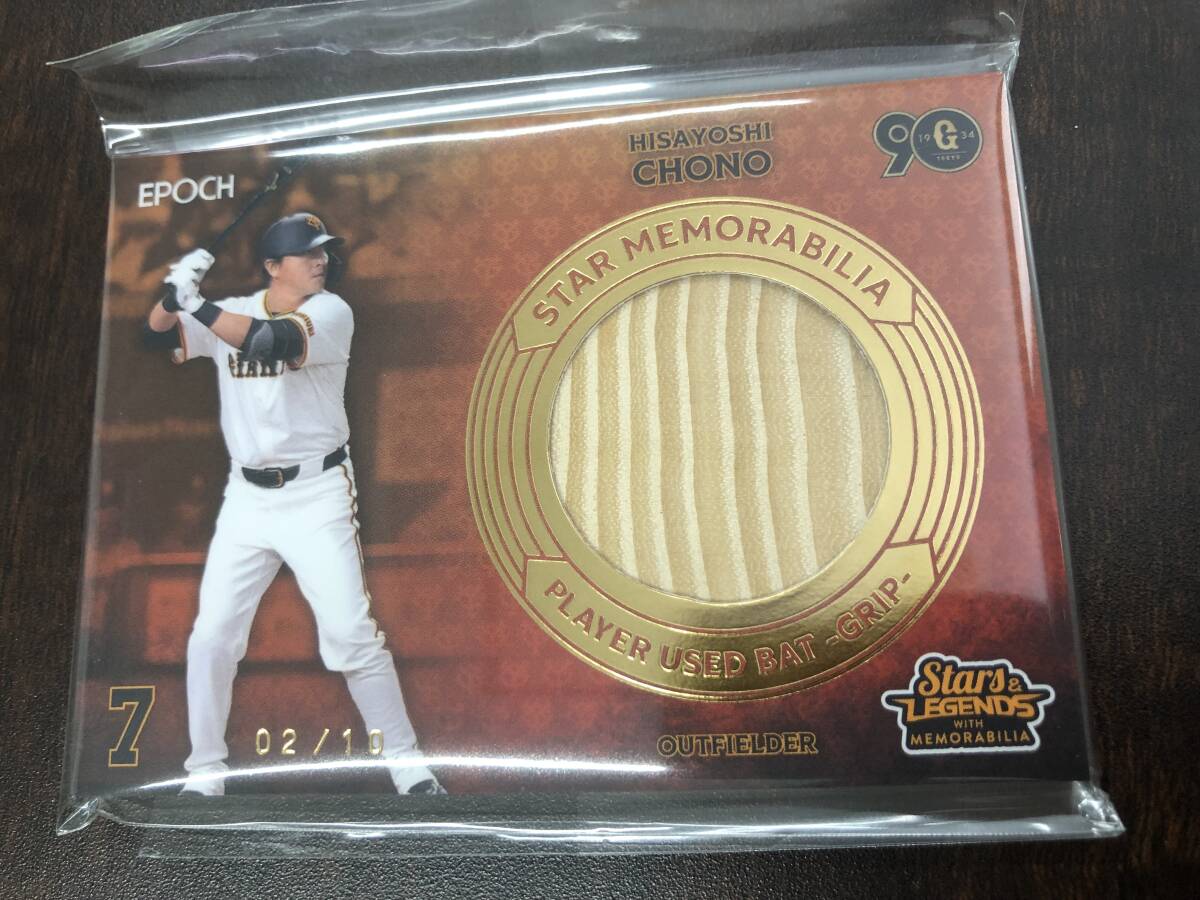 EPOCH
HISAYOSHI
CHONO
90
1934
G
TOKYO
STAR MEMORABILIA
PLAYER USED BAT -GRIP-
7
02/10
OUTFIELDER
Stars &
LEGENDS
WITH
MEMORABILIA